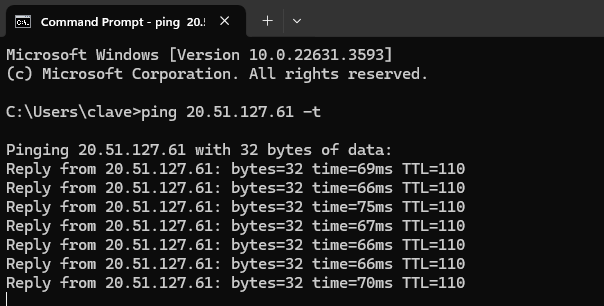 Command Prompt - ping 20.5
Microsoft Windows [Version 10.0.22631.3593]
(c) Microsoft Corporation. All rights reserved.
C:\Users\clave>ping 20.51.127.61 -t
Pinging 20.51.127.61 with 32 bytes of data:
Reply from 20.51.127.61: bytes=32 time=69ms TTL=110
Reply from 20.51.127.61: bytes=32 time=66ms TTL=110
Reply from 20.51.127.61: bytes=32 time=75ms TTL=110
Reply from 20.51.127.61: bytes=32 time=67ms TTL=110
Reply from 20.51.127.61: bytes=32 time=66ms TTL=110
Reply from 20.51.127.61: bytes=32 time=66ms TTL=110
Reply from 20.51.127.61: bytes=32 time=70ms TTL=110